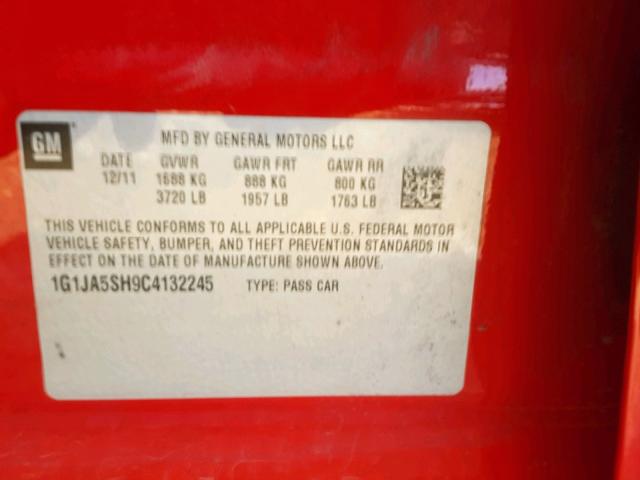 GM
MFD BY GENERAL MOTORS LLC
DATE GVWR GAWR FRT GAWR RR
12/11 1688 KG 888 KG 800 KG
3720 LB 1957 LB 1763 LB
THIS VEHICLE CONFORMS TO ALL APPLICABLE U.S. FEDERAL MOTOR
VEHICLE SAFETY, BUMPER, AND THEFT PREVENTION STANDARDS IN
EFFECT ON THE DATE OF MANUFACTURE SHOWN ABOVE.
1G1JA5SH9C4132245 TYPE: PASS CAR